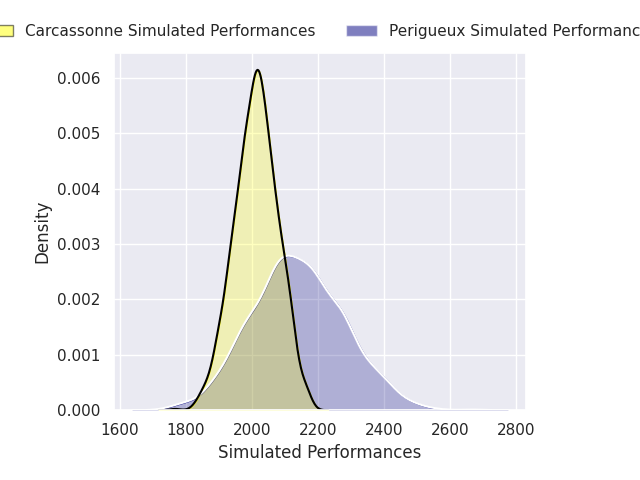 Carcassonne Simulated Performances
Perigueux Simulated Performanc
0.006
0.005
0.004
0.003
0.002
0.001
0.000
Density
1600 1800 2000 2200 2400 2600 2800
Simulated Performances